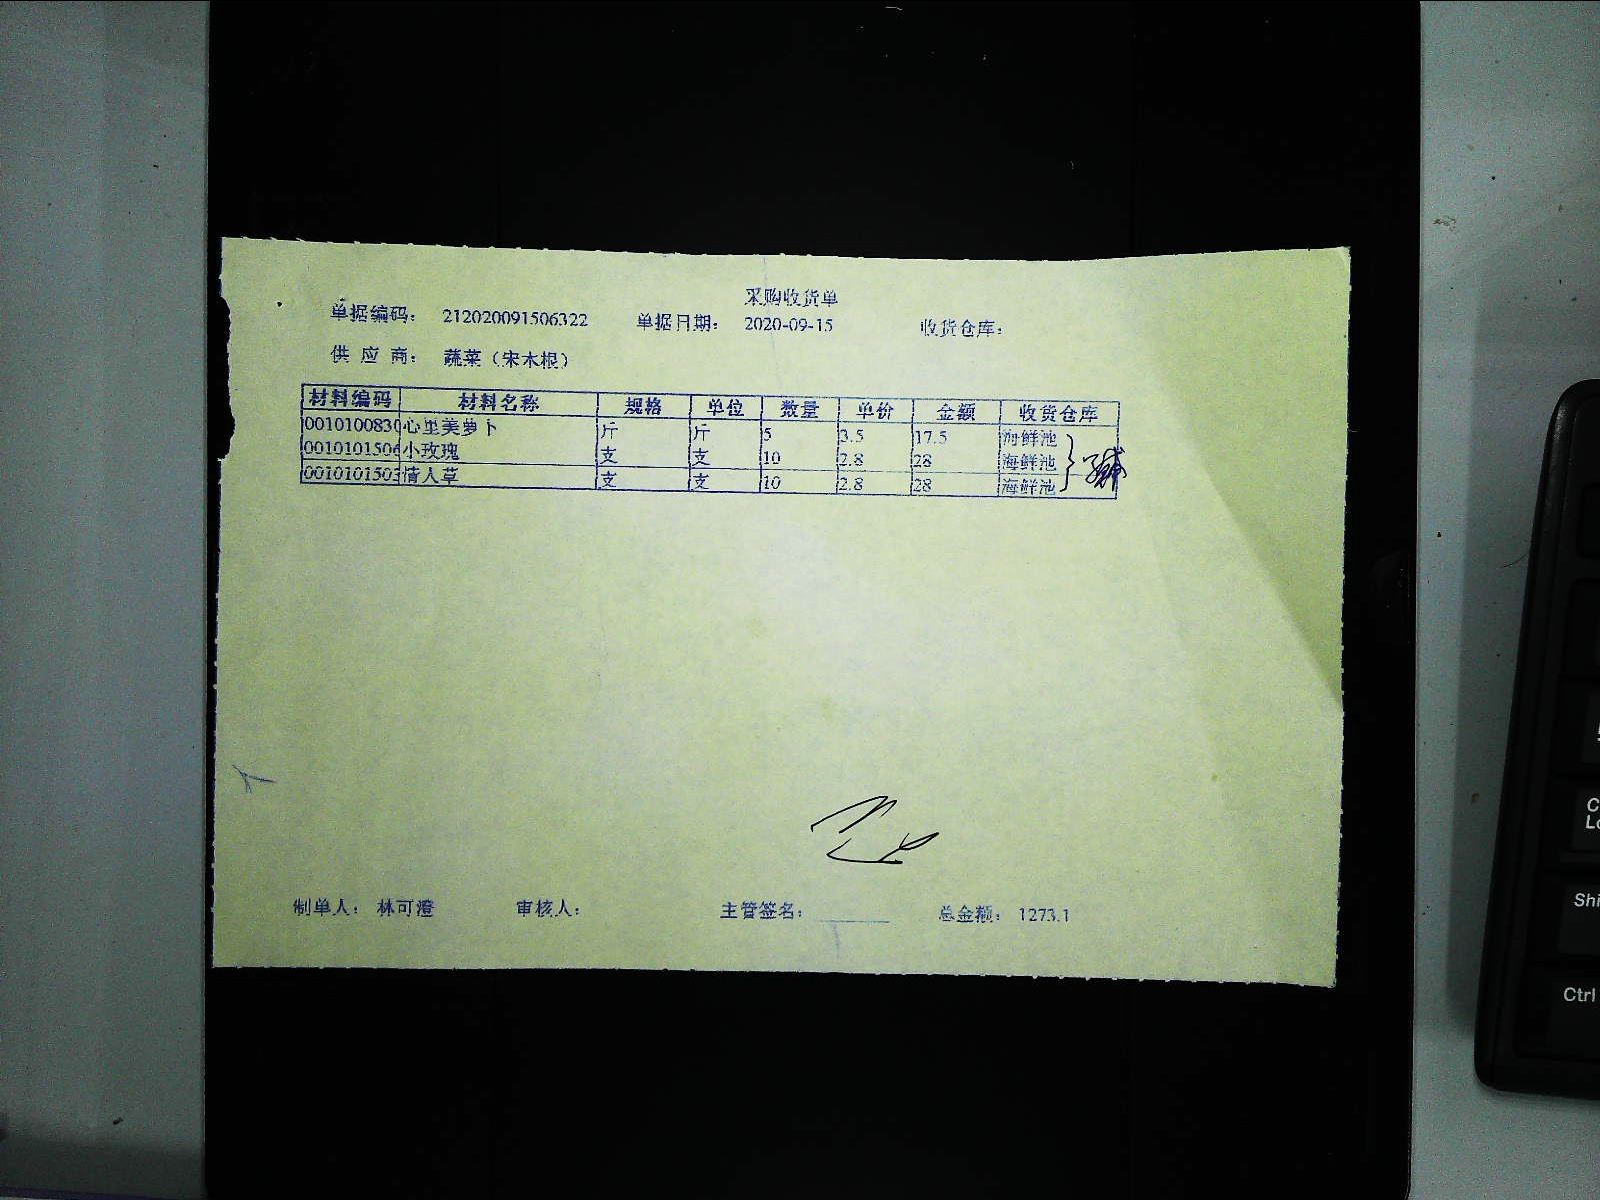 采购收货单
单据编码： 212020091506322 单据日期： 2020-09-15 收货仓库：
供 应 商： 蔬菜（宋木根）
材料编码 材料名称 规格 单位 数量 单价 金额 收货仓库
001010083 心里美萝卜 斤 斤 5 3.5 17.5 海鲜池
001010150 小玫瑰 支 支 10 2.8 28 海鲜池
001010150 情人草 支 支 10 2.8 28 海鲜池
制单人： 林可澄 审核人： 主管签名： 总金额： 1273.1
Shi
Ctrl